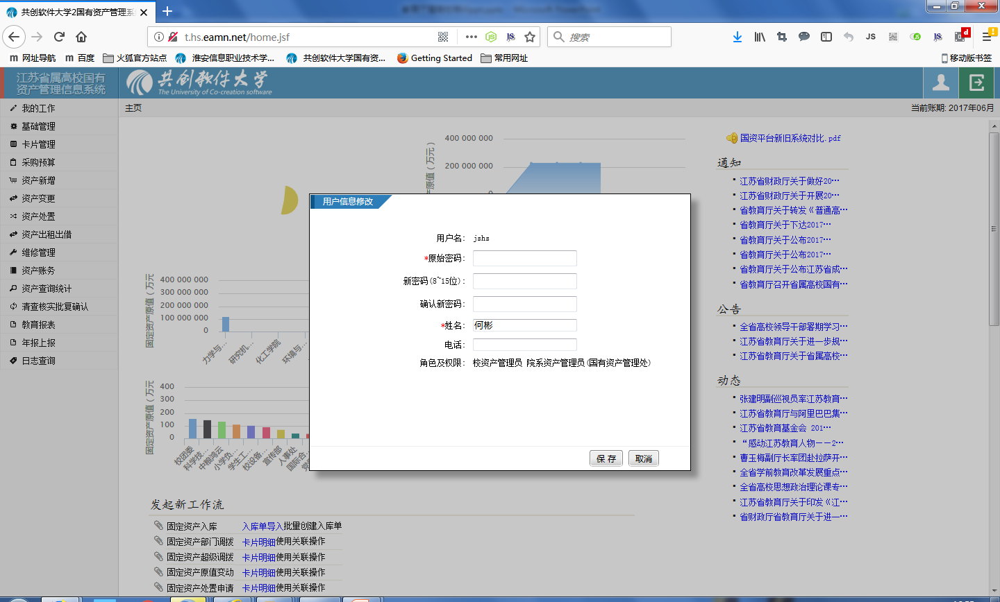 共创软件大学2国有资产管理系
t.hs.eamn.net/home.jsf
搜索
网址导航
百度
火狐官方站点
淮安信息职业技术学...
共创软件大学国有资...
Getting Started
常用网址
移动版书签
江苏省属高校国有
资产管理信息系统
共创软件大学
The University of Co-creation software
主页
当前账期: 2017年06月
我的工作
基础管理
卡片管理
采购预算
资产新增
资产变更
资产处置
资产出租出借
维修管理
资产账务
资产查询统计
清查核实批复确认
教育报表
年报上报
日志查询
400 000 000
200 000 000
0
产原值（万元）
固定资产原值（万元
400 000 000
300 000 000
200 000 000
100 000 000
0
力学与...
研究机...
化工学院
环境与...
固定资产原值（万元
400
300
200
100
0
校团委
科学技...
中粮鸿云
小学负...
学生工...
校设备...
宣传部
人事处
国际合...
用户信息修改
用户名: jshs
*原始密码:
新密码(8~15位):
确认新密码:
*姓名: 何彬
电话:
角色及权限: 校资产管理员 院系资产管理员(国有资产管理处)
保 存
取消
国资平台新旧系统对比.pdf
通知
江苏省财政厅关于做好20…
江苏省财政厅关于开展20…
省教育厅关于转发《普通高…
省教育厅关于下达2017…
省教育厅关于公布2017…
省教育厅关于公布2017…
省教育厅关于公布江苏省成…
省教育厅召开省属高校国有…
公告
全省高校领导干部暑期学习…
江苏省教育厅关于进一步规…
江苏省教育厅关于省属高校…
动态
张建明副巡视员率江苏教育…
江苏省教育厅与阿里巴巴集…
江苏省教育基金会 201…
“感动江苏教育人物——2…
曹玉梅副厅长率团赴拉萨开…
全省学前教育改革发展重点…
全省高校思想政治理论课专…
江苏省教育厅关于印发《江…
省财政厅省教育厅关于进一…
发起新工作流
固定资产入库 入库单导入批量创建入库单
固定资产部门调拨 卡片明细使用关联操作
固定资产超级调拨 卡片明细使用关联操作
固定资产原值变动 卡片明细使用关联操作
固定资产处置申请 卡片明细使用关联操作